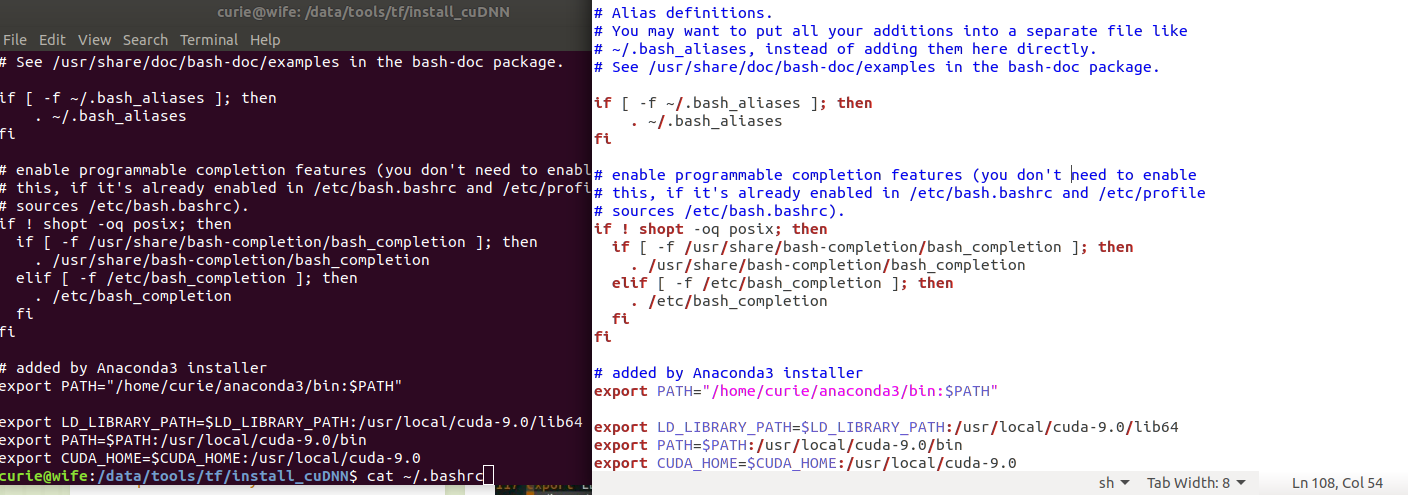 curie@wife: /data/tools/tf/install_cuDNN
File Edit View Search Terminal Help
# See /usr/share/doc/bash-doc/examples in the bash-doc package.
if [ -f ~/.bash_aliases ]; then
. ~/.bash_aliases
fi
# enable programmable completion features (you don't need to enabl
# this, if it's already enabled in /etc/bash.bashrc and /etc/profi
# sources /etc/bash.bashrc).
if ! shopt -oq posix; then
if [ -f /usr/share/bash-completion/bash_completion ]; then
. /usr/share/bash-completion/bash_completion
elif [ -f /etc/bash_completion ]; then
. /etc/bash_completion
fi
fi
# added by Anaconda3 installer
export PATH="/home/curie/anaconda3/bin:$PATH"
export LD_LIBRARY_PATH=$LD_LIBRARY_PATH:/usr/local/cuda-9.0/lib64
export PATH=$PATH:/usr/local/cuda-9.0/bin
export CUDA_HOME=$CUDA_HOME:/usr/local/cuda-9.0
curie@wife:/data/tools/tf/install_cuDNN$ cat ~/.bashrc
# Alias definitions.
# You may want to put all your additions into a separate file like
# ~/.bash_aliases, instead of adding them here directly.
# See /usr/share/doc/bash-doc/examples in the bash-doc package.
if [ -f ~/.bash_aliases ]; then
. ~/.bash_aliases
fi
# enable programmable completion features (you don't need to enable
# this, if it's already enabled in /etc/bash.bashrc and /etc/profile
# sources /etc/bash.bashrc).
if ! shopt -oq posix; then
if [ -f /usr/share/bash-completion/bash_completion ]; then
. /usr/share/bash-completion/bash_completion
elif [ -f /etc/bash_completion ]; then
. /etc/bash_completion
fi
fi
# added by Anaconda3 installer
export PATH="/home/curie/anaconda3/bin:$PATH"
export LD_LIBRARY_PATH=$LD_LIBRARY_PATH:/usr/local/cuda-9.0/lib64
export PATH=$PATH:/usr/local/cuda-9.0/bin
export CUDA_HOME=$CUDA_HOME:/usr/local/cuda-9.0
sh Tab Width: 8 Ln 108, Col 54